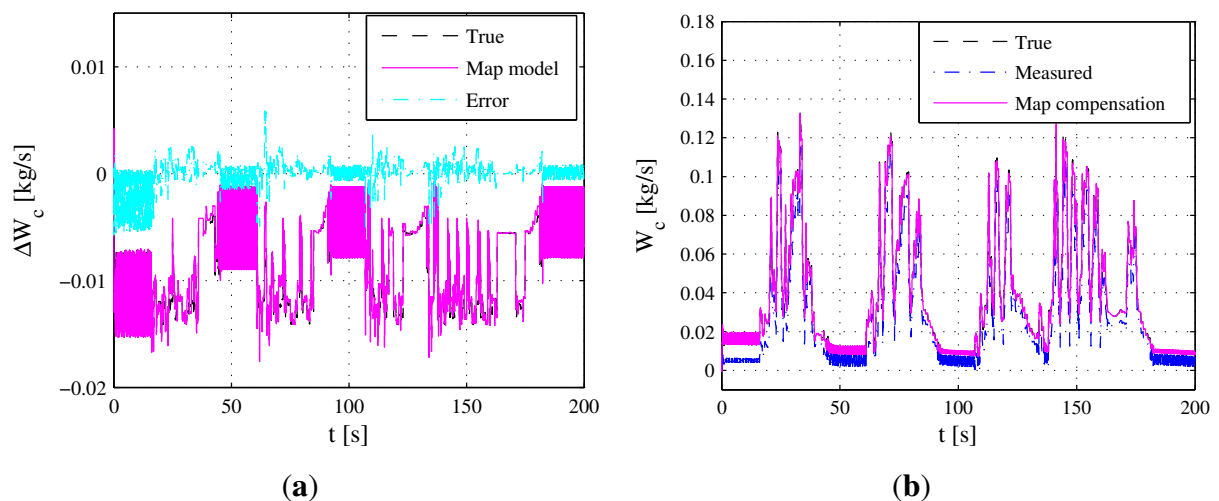 True
Map model
Error
0.01
0
−0.01
−0.02
ΔW_c [kg/s]
0 50 100 150 200
t [s]
(a)
True
Measured
Map compensation
0.18
0.16
0.14
0.12
0.1
0.08
0.06
0.04
0.02
0
W_c [kg/s]
0 50 100 150 200
t [s]
(b)